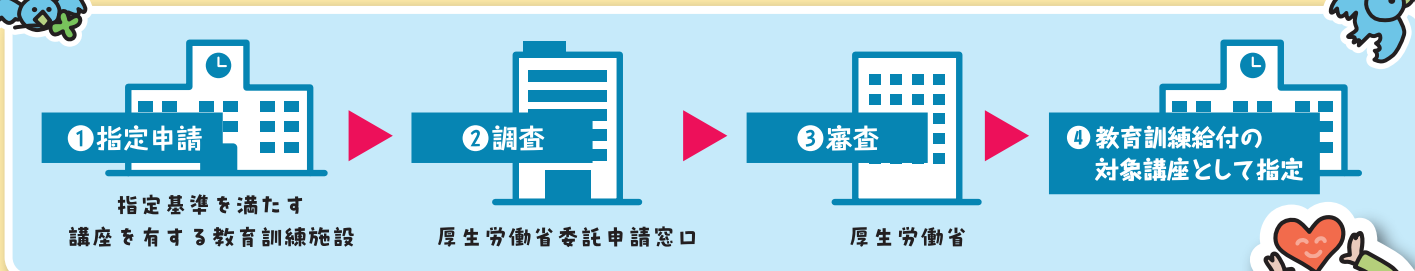 ❶指定申請
指定基準を満たす
講座を有する教育訓練施設
❷調査
厚生労働省委託申請窓口
❸審査
厚生労働省
❹教育訓練給付の
対象講座として指定